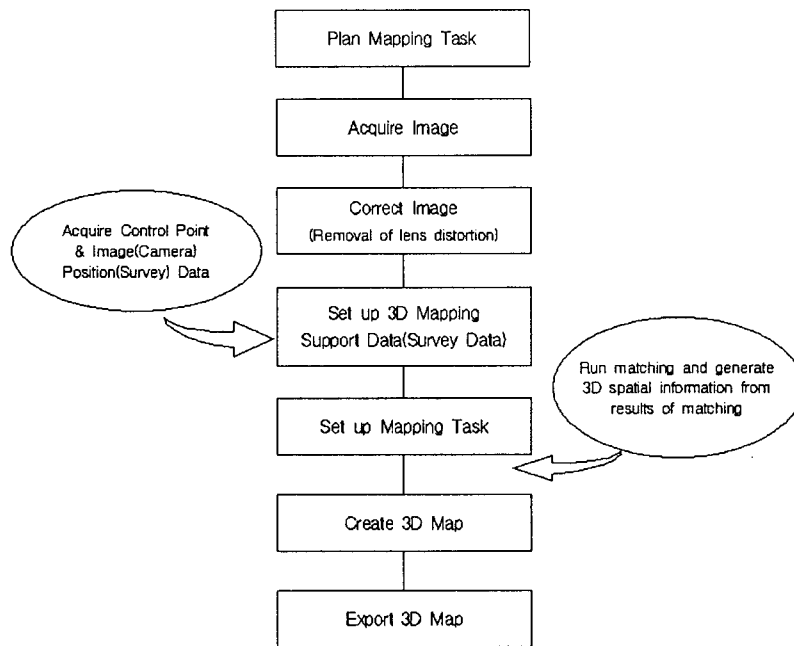 Plan Mapping Task
Acquire Image
Correct Image
(Removal of lens distortion)
Acquire Control Point
& Image(Camera)
Position(Survey) Data
Set up 3D Mapping
Support Data(Survey Data)
Run matching and generate
3D spatial information from
results of matching
Set up Mapping Task
Create 3D Map
Export 3D Map